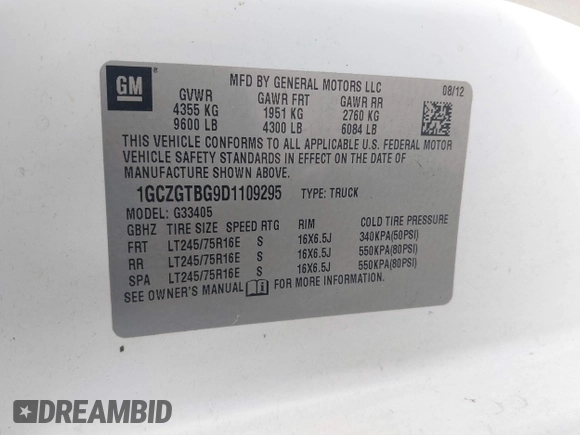 GM ®
MFD BY GENERAL MOTORS LLC 08/12
GVWR GAWR FRT GAWR RR
4355 KG 1951 KG 2760 KG
9600 LB 4300 LB 6084 LB
THIS VEHICLE CONFORMS TO ALL APPLICABLE U.S. FEDERAL MOTOR
VEHICLE SAFETY STANDARDS IN EFFECT ON THE DATE OF
MANUFACTURE SHOWN ABOVE.
1GCZGTBG9D1109295 TYPE: TRUCK
MODEL: G33405
GBHZ TIRE SIZE SPEED RTG RIM COLD TIRE PRESSURE
FRT LT245/75R16E S 16X6.5J 340KPA(50PSI)
RR LT245/75R16E S 16X6.5J 550KPA(80PSI)
SPA LT245/75R16E S 16X6.5J 550KPA(80PSI)
SEE OWNER'S MANUAL i FOR MORE INFORMATION.
DREAMBID